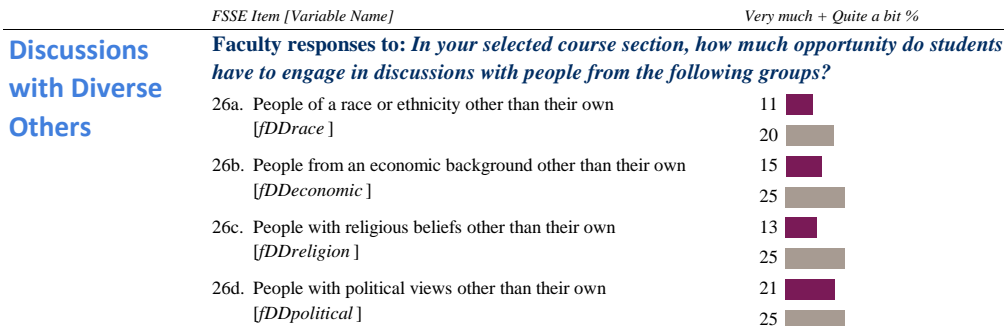 FSSE Item [Variable Name] Very much + Quite a bit %
Discussions with Diverse Others
Faculty responses to: In your selected course section, how much opportunity do students
have to engage in discussions with people from the following groups?
26a. People of a race or ethnicity other than their own 11
[fDDrace ] 20
26b. People from an economic background other than their own 15
[fDDeconomic ] 25
26c. People with religious beliefs other than their own 13
[fDDreligion ] 25
26d. People with political views other than their own 21
[fDDpolitical ] 25